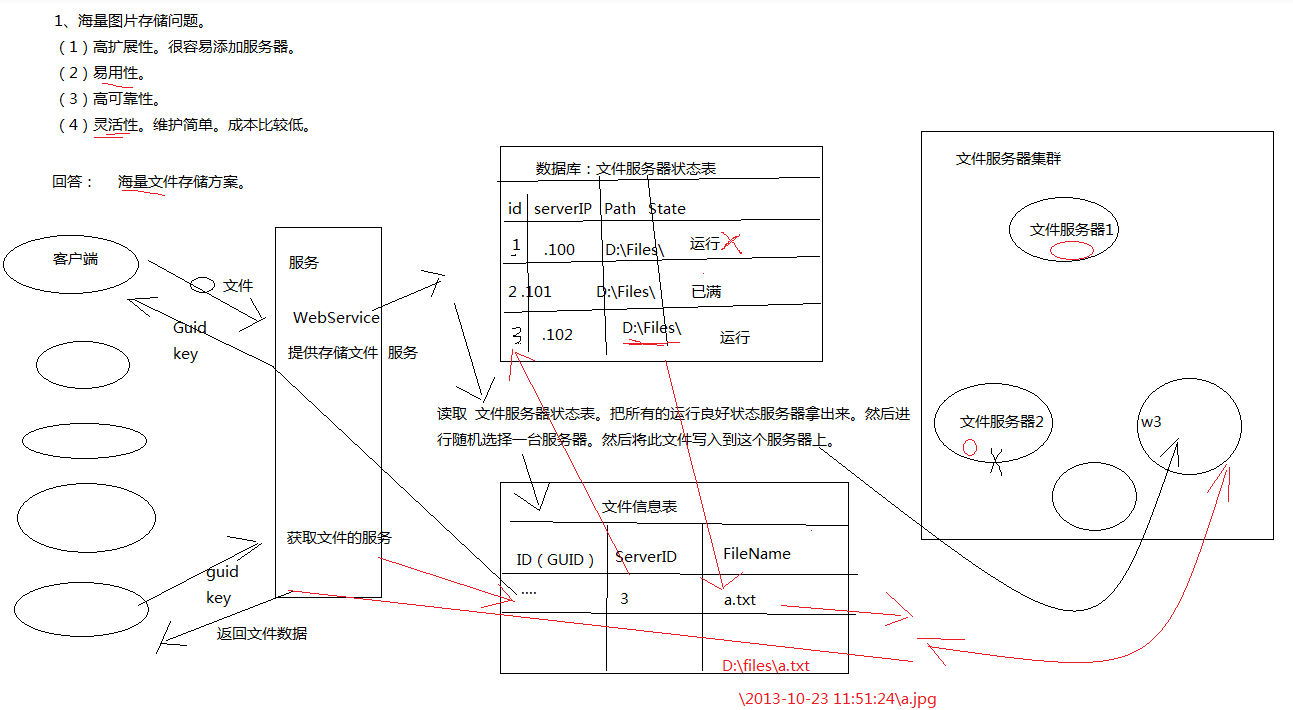 1、海量图片存储问题。
（1）高扩展性。很容易添加服务器。
（2）易用性。
（3）高可靠性。
（4）灵活性。维护简单。成本比较低。
回答： 海量文件存储方案。
客户端
文件
Guid
key
服务
WebService
提供存储文件 服务
获取文件的服务
guid
key
返回文件数据
数据库：文件服务器状态表
id serverIP Path State
1 .100 D:\Files\ 运行
2 .101 D:\Files\ 已满
3 .102 D:\Files\ 运行
读取 文件服务器状态表。把所有的运行良好状态服务器拿出来。然后进
行随机选择一台服务器。然后将此文件写入到这个服务器上。
文件信息表
ID（GUID） ServerID FileName
.... 3 a.txt
D:\files\a.txt
\2013-10-23 11:51:24\a.jpg
文件服务器集群
文件服务器1
文件服务器2
w3